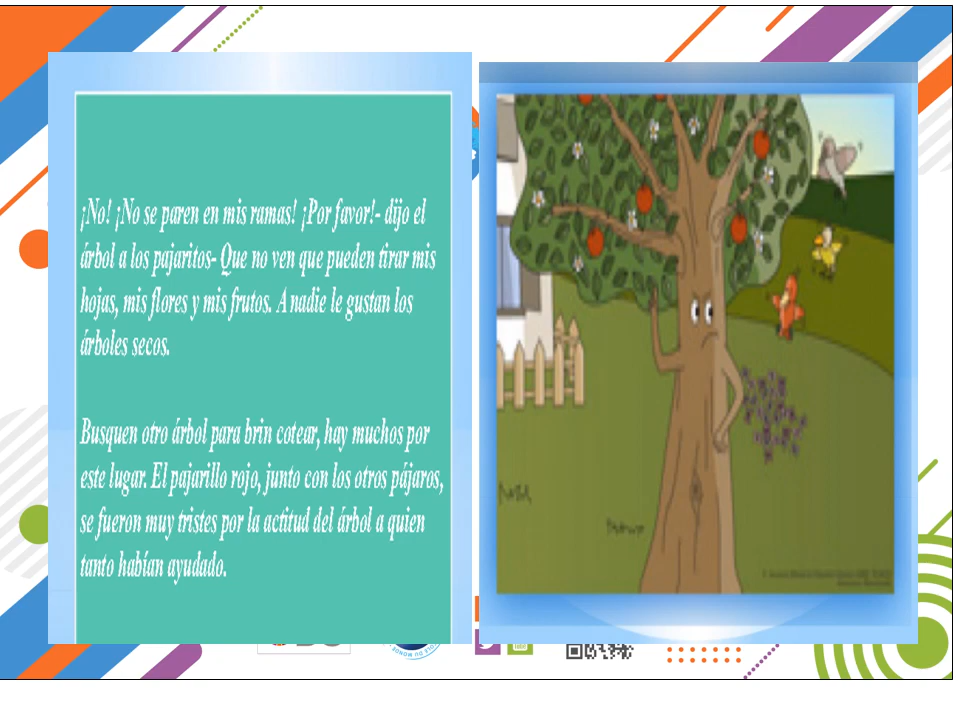 ¡No! ¡No se paren en mis ramas! ¡Por favor!- dijo el
árbol a los pajaritos- Que no ven que pueden tirar mis
hojas, mis flores y mis frutos. A nadie le gustan los
árboles secos.
Busquen otro árbol para brin cotear, hay muchos por
este lugar. El pajarillo rojo, junto con los otros pájaros,
se fueron muy tristes por la actitud del árbol a quien
tanto habían ayudado.